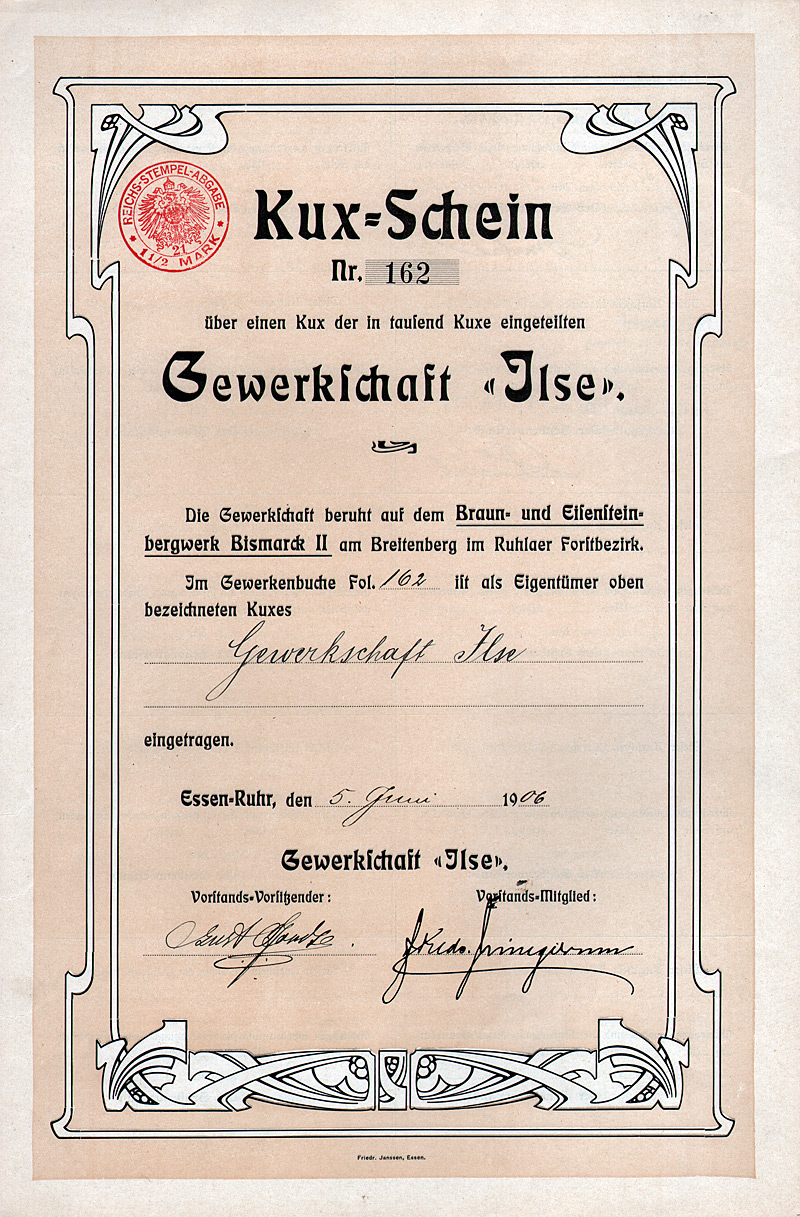 REICHS-STEMPEL-ABGABE
21
1 1/2 MARK
Kux=Schein
Nr. 162
über einen Kux der in tauſend Kuxe eingeteilten
Gewerkſchaft «Ilse».
Die Gewerkſchaft beruht auf dem Braun- und Eiſenſtein-
bergwerk Bismarck II am Breitenberg im Ruhlaer Forſtbezirk.
Im Gewerkenbuche Fol. 162 iſt als Eigentümer oben
bezeichneten Kuxes
Gewerkschaft Ilse
eingetragen.
Essen-Ruhr, den 5. Juni 1906
Gewerkſchaft «Ilse».
Vorſtands-Vorſitzender: Vorſtands-Mitglied:
Friedr. Janssen, Essen.